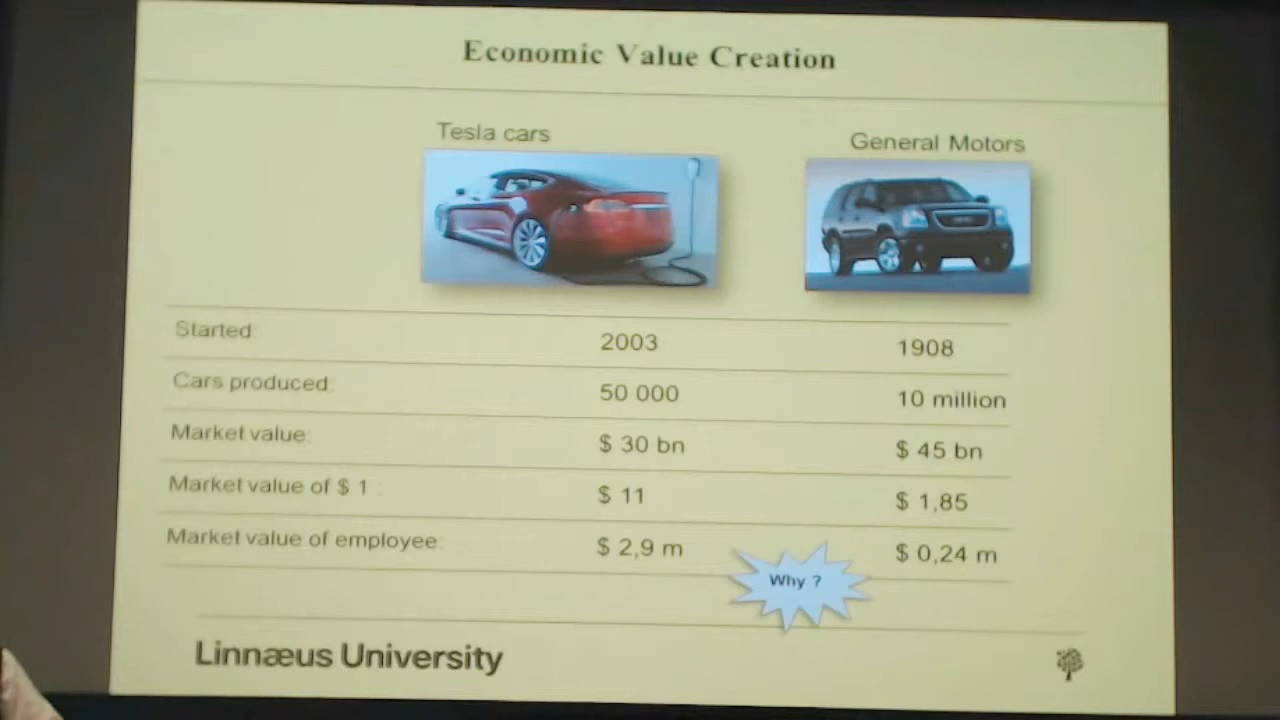 Economic Value Creation
Tesla cars
General Motors
Started: 2003 1908
Cars produced: 50 000 10 million
Market value: $ 30 bn $ 45 bn
Market value of $ 1 : $ 11 $ 1,85
Market value of employee: $ 2,9 m $ 0,24 m
Why ?
Linnæus University